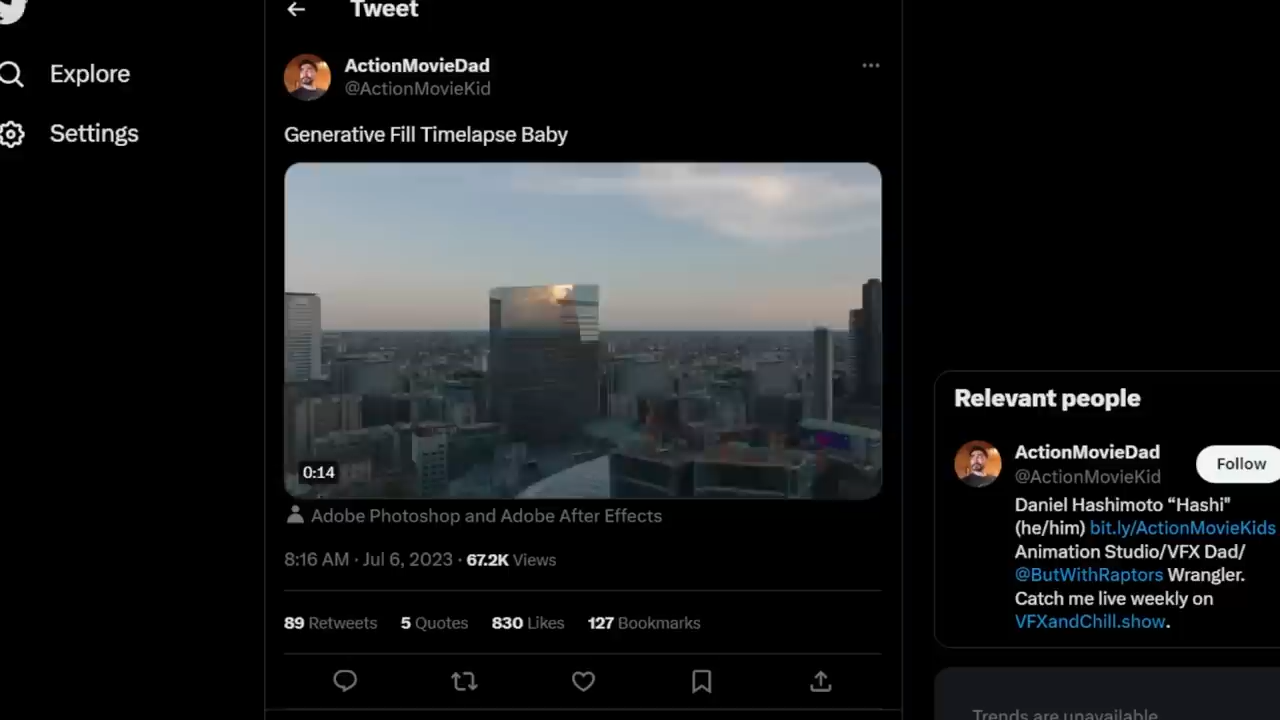 Tweet
Explore
Settings
ActionMovieDad
@ActionMovieKid
Generative Fill Timelapse Baby
0:14
Adobe Photoshop and Adobe After Effects
8:16 AM · Jul 6, 2023 · 67.2K Views
89 Retweets 5 Quotes 830 Likes 127 Bookmarks
Relevant people
ActionMovieDad
@ActionMovieKid
Follow
Daniel Hashimoto “Hashi"
(he/him) bit.ly/ActionMovieKids
Animation Studio/VFX Dad/
@ButWithRaptors Wrangler.
Catch me live weekly on
VFXandChill.show.
Trends are unavailable.